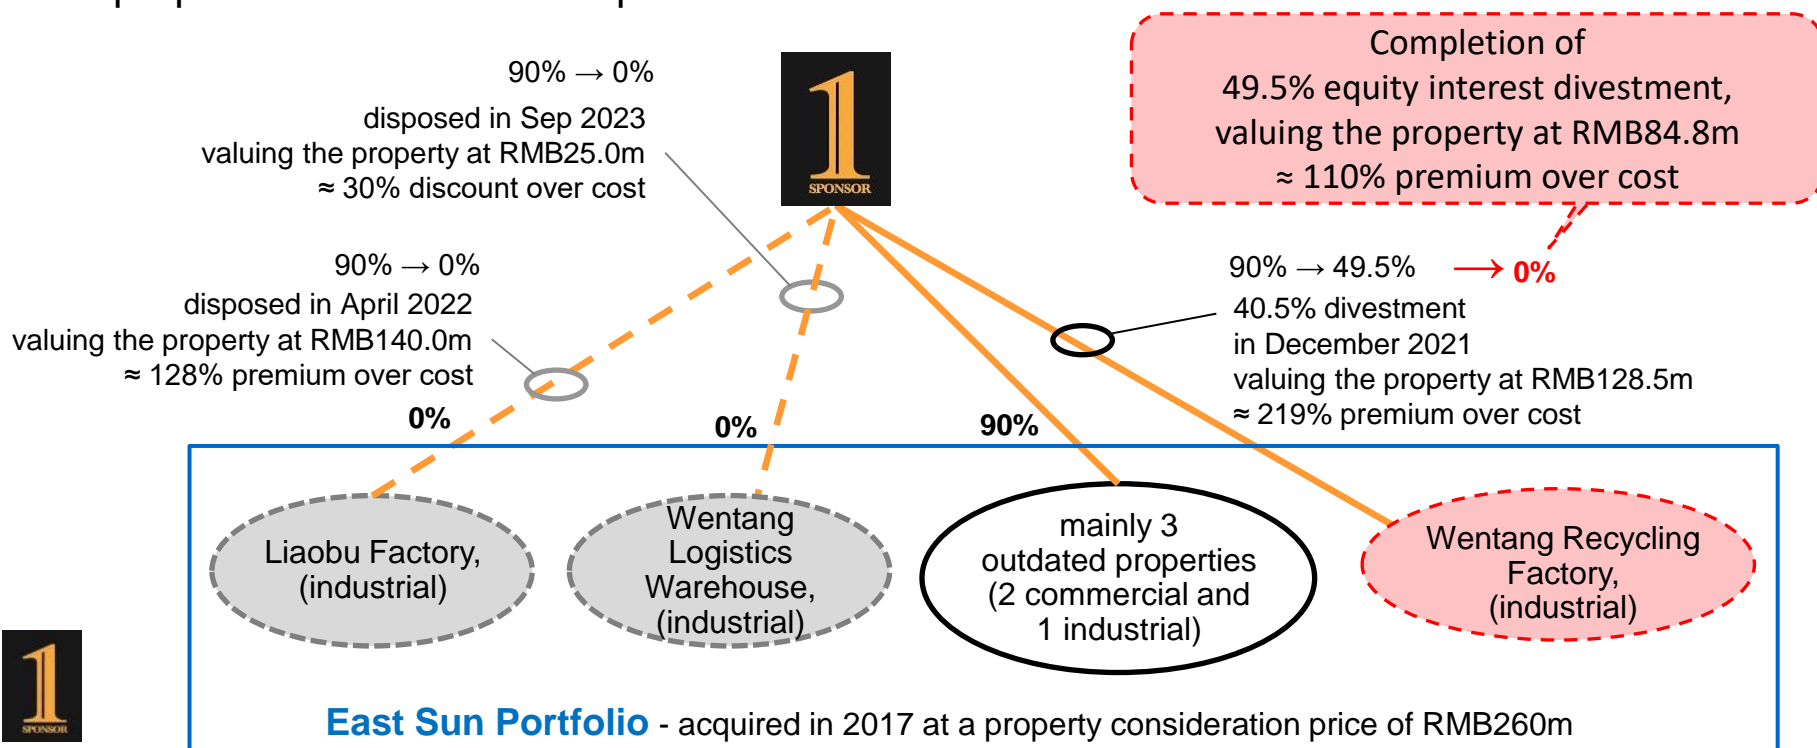 90% → 0%
disposed in Sep 2023
valuing the property at RMB25.0m
≈ 30% discount over cost
1
SPONSOR
Completion of
49.5% equity interest divestment,
valuing the property at RMB84.8m
≈ 110% premium over cost
90% → 0%
disposed in April 2022
valuing the property at RMB140.0m
≈ 128% premium over cost
90% → 49.5% → 0%
40.5% divestment
in December 2021
valuing the property at RMB128.5m
≈ 219% premium over cost
0%
0%
90%
Liaobu Factory,
(industrial)
Wentang
Logistics
Warehouse,
(industrial)
mainly 3
outdated properties
(2 commercial and
1 industrial)
Wentang Recycling
Factory,
(industrial)
1
SPONSOR
East Sun Portfolio - acquired in 2017 at a property consideration price of RMB260m